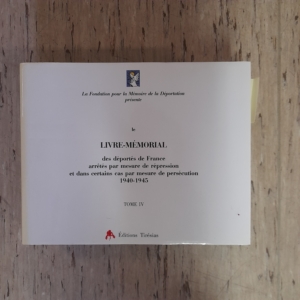 La Fondation pour la Mémoire de la Déportation
présente
le
LIVRE-MÉMORIAL
des déportés de France
arrêtés par mesure de répression
et dans certains cas par mesure de persécution
1940-1945
TOME IV
Éditions Tirésias